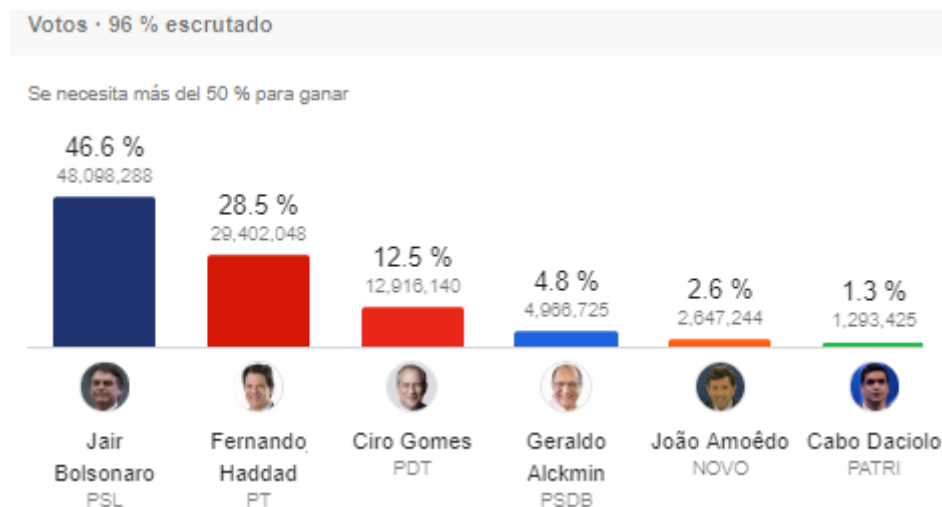 Votos · 96 % escrutado
Se necesita más del 50 % para ganar
46.6 %
48,098,288
28.5 %
29,402,048
12.5 %
12,916,140
4.8 %
4,966,725
2.6 %
2,647,244
1.3 %
1,293,425
Jair
Bolsonaro
PSL
Fernando
Haddad
PT
Ciro Gomes
PDT
Geraldo
Alckmin
PSDB
João Amoêdo
NOVO
Cabo Daciolo
PATRI